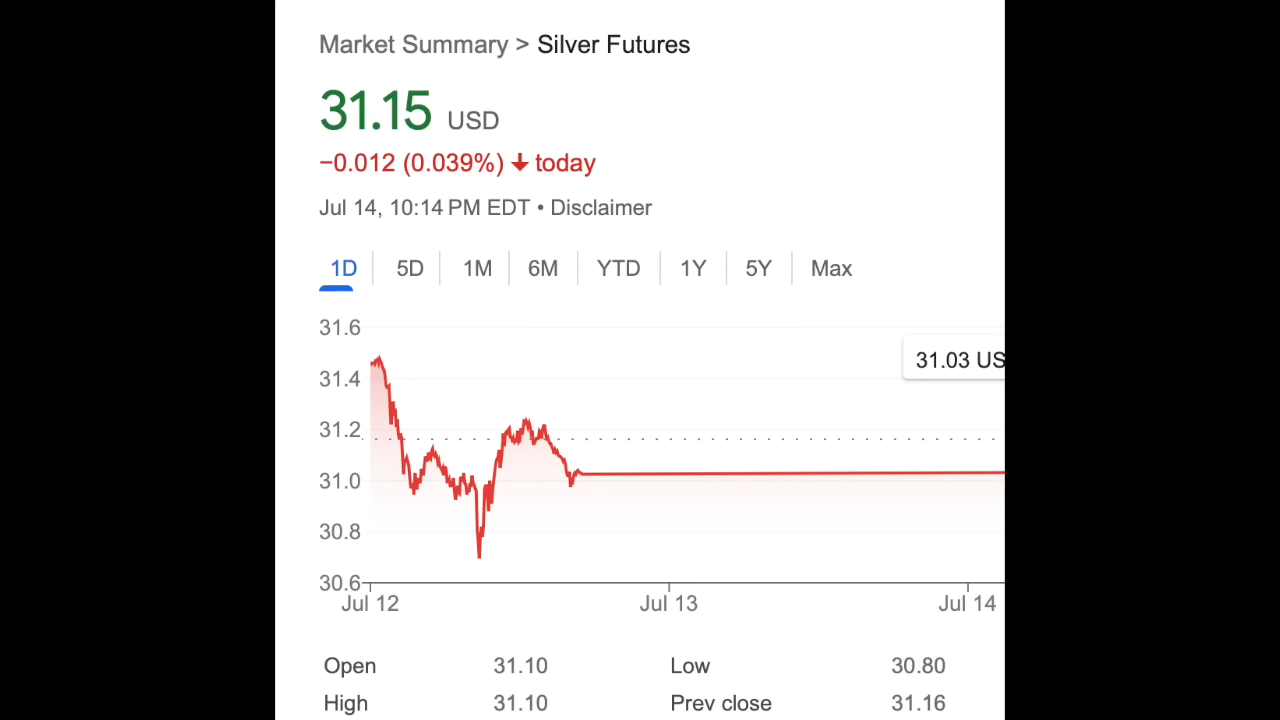 Market Summary > Silver Futures
31.15 USD
−0.012 (0.039%) ↓ today
Jul 14, 10:14 PM EDT • Disclaimer
1D 5D 1M 6M YTD 1Y 5Y Max
31.6
31.03 US
31.4
31.2
31.0
30.8
30.6
Jul 12 Jul 13 Jul 14
Open 31.10 Low 30.80
High 31.10 Prev close 31.16